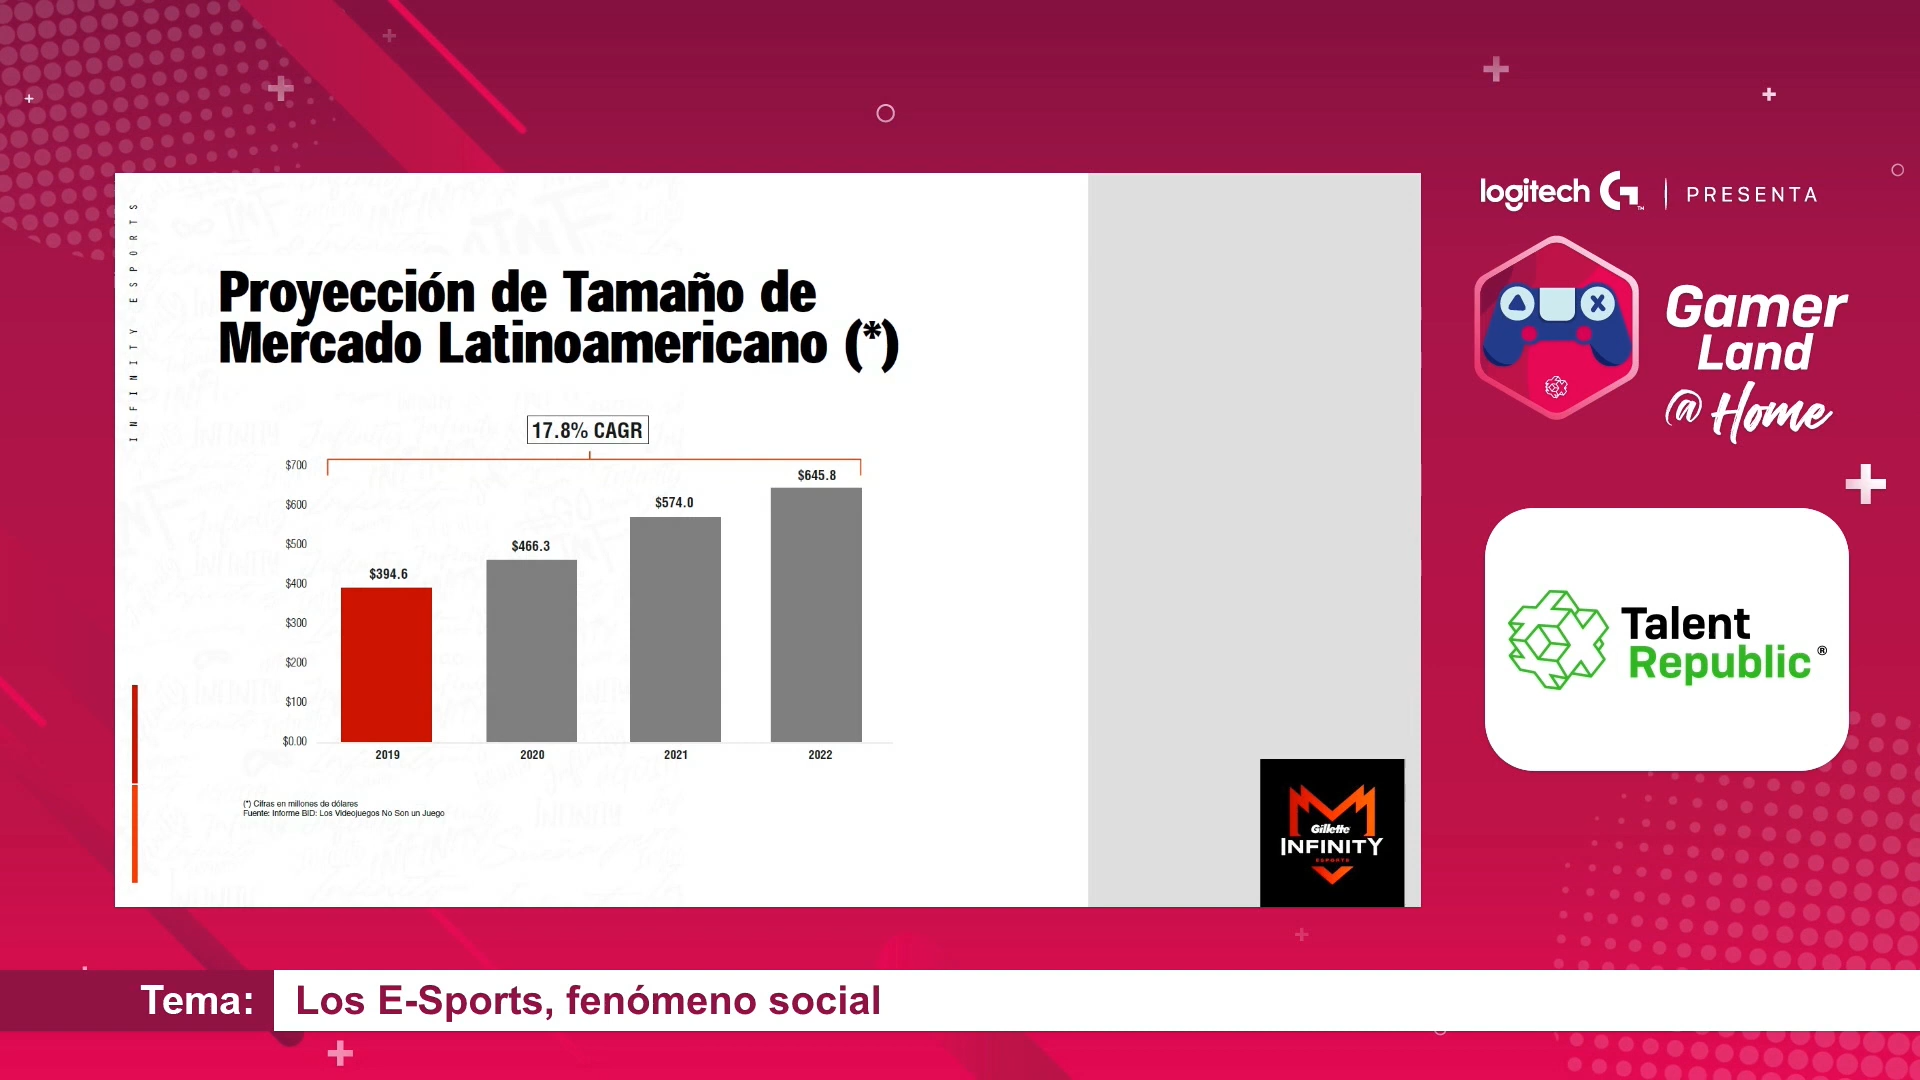 logitech G | PRESENTA
Gamer
Land
@ Home
INFINITY ESPORTS
Proyección de Tamaño de
Mercado Latinoamericano (*)
17.8% CAGR
$700
$600
$500
$400
$300
$200
$100
$0.00
$394.6
$466.3
$574.0
$645.8
2019
2020
2021
2022
(*) Cifras en millones de dólares
Fuente: Informe BID: Los Videojuegos No Son un Juego
Gillette
INFINITY
ESPORTS
Talent
Republic ®
Tema: Los E-Sports, fenómeno social